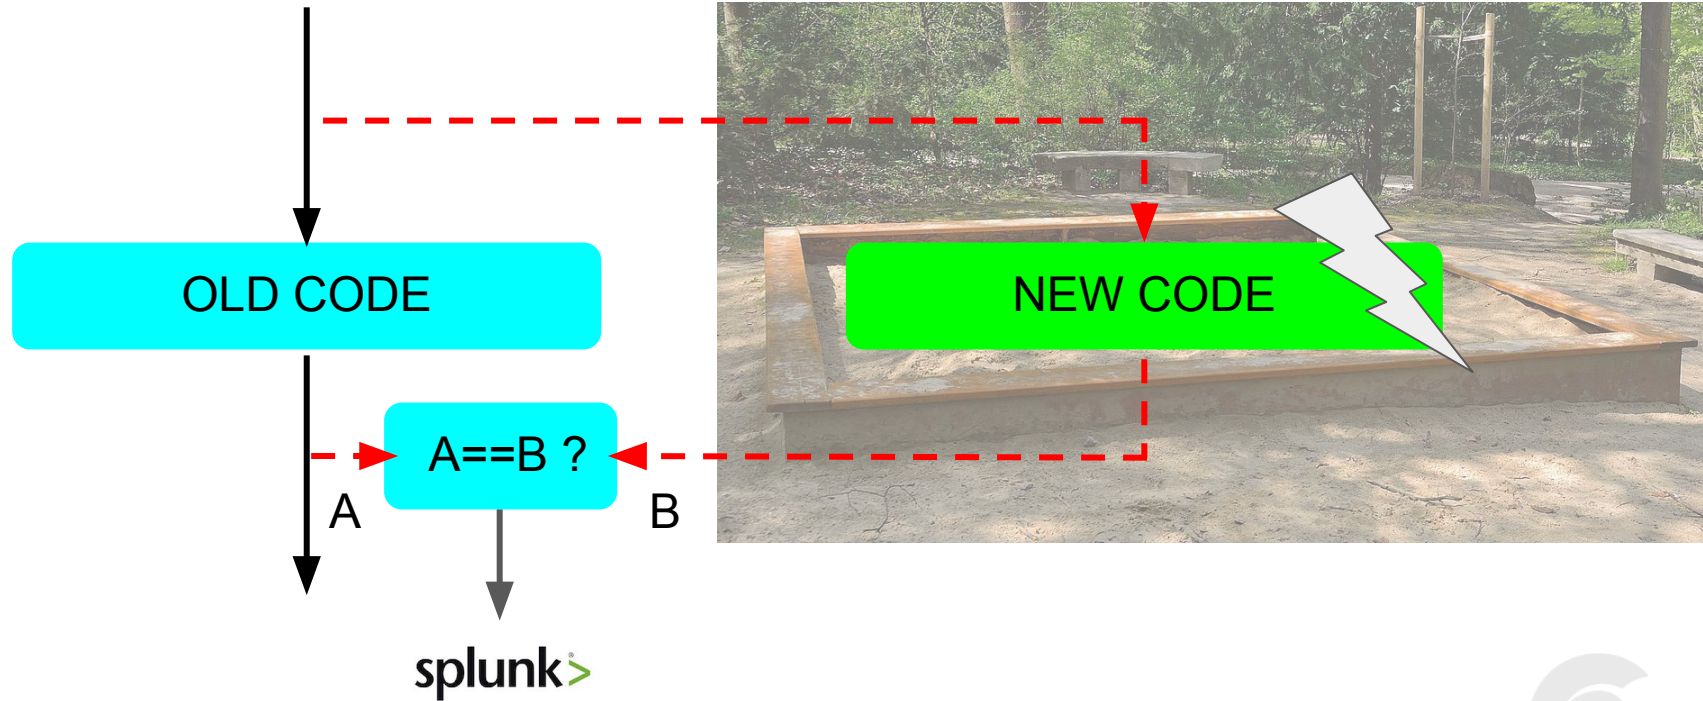 OLD CODE
NEW CODE
A==B ?
A
B
splunk>